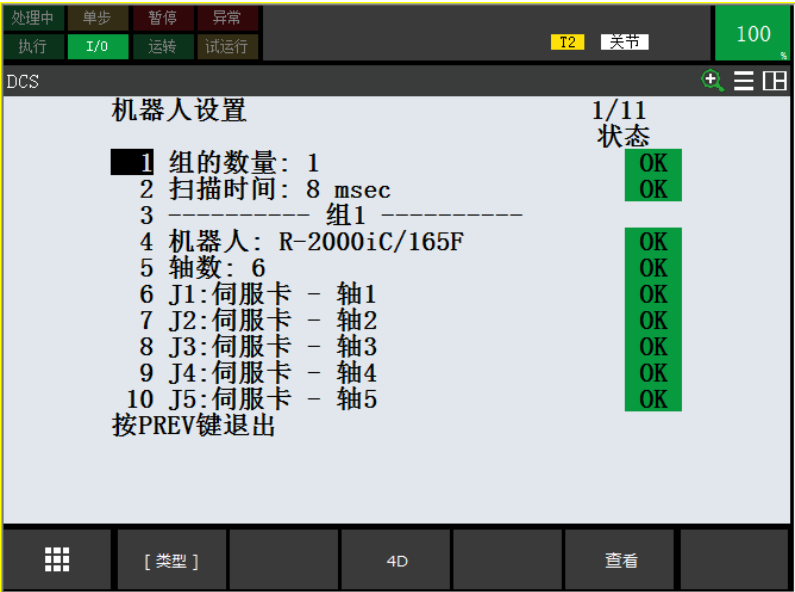 处理中 单步 暂停 异常
执行 I/O 运转 试运行 T2 关节 100 %
DCS
机器人设置 1/11
状态
1 组的数量: 1 OK
2 扫描时间: 8 msec OK
3 ---------- 组1 ----------
4 机器人: R-2000iC/165F OK
5 轴数: 6 OK
6 J1:伺服卡 - 轴1 OK
7 J2:伺服卡 - 轴2 OK
8 J3:伺服卡 - 轴3 OK
9 J4:伺服卡 - 轴4 OK
10 J5:伺服卡 - 轴5 OK
按PREV键退出
[ 类型 ] 4D 查看